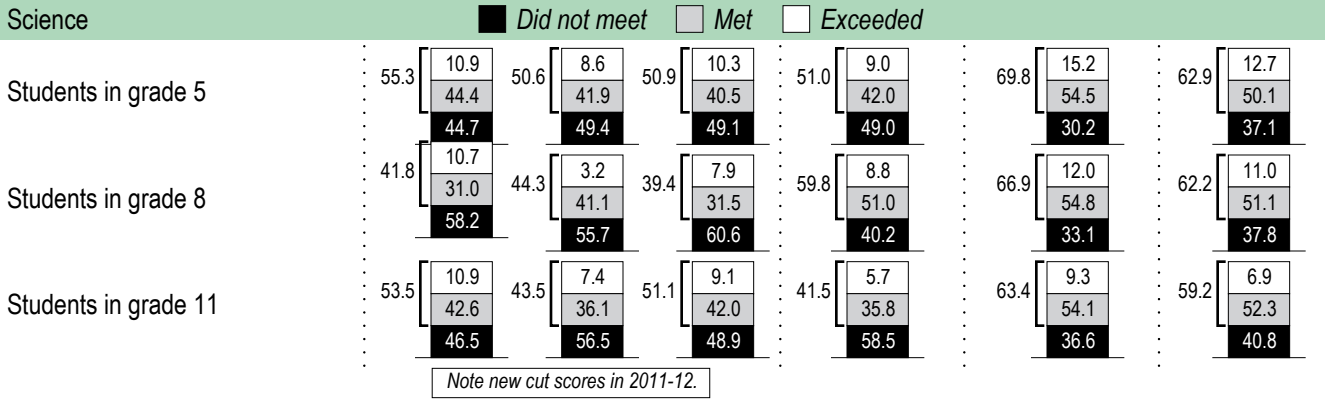 Science Did not meet Met Exceeded
10.9 8.6 10.3 9.0 15.2 12.7
55.3 50.6 50.9 51.0 69.8 62.9
Students in grade 5 44.4 41.9 40.5 42.0 54.5 50.1
44.7 49.4 49.1 49.0 30.2 37.1
10.7
41.8 3.2 7.9 8.8 12.0 11.0
44.3 39.4 59.8 66.9 62.2
Students in grade 8 31.0 41.1 31.5 51.0 54.8 51.1
58.2 55.7 60.6 40.2 33.1 37.8
10.9 7.4 9.1 5.7 9.3 6.9
53.5 43.5 51.1 41.5 63.4 59.2
Students in grade 11 42.6 36.1 42.0 35.8 54.1 52.3
46.5 56.5 48.9 58.5 36.6 40.8
Note new cut scores in 2011-12.